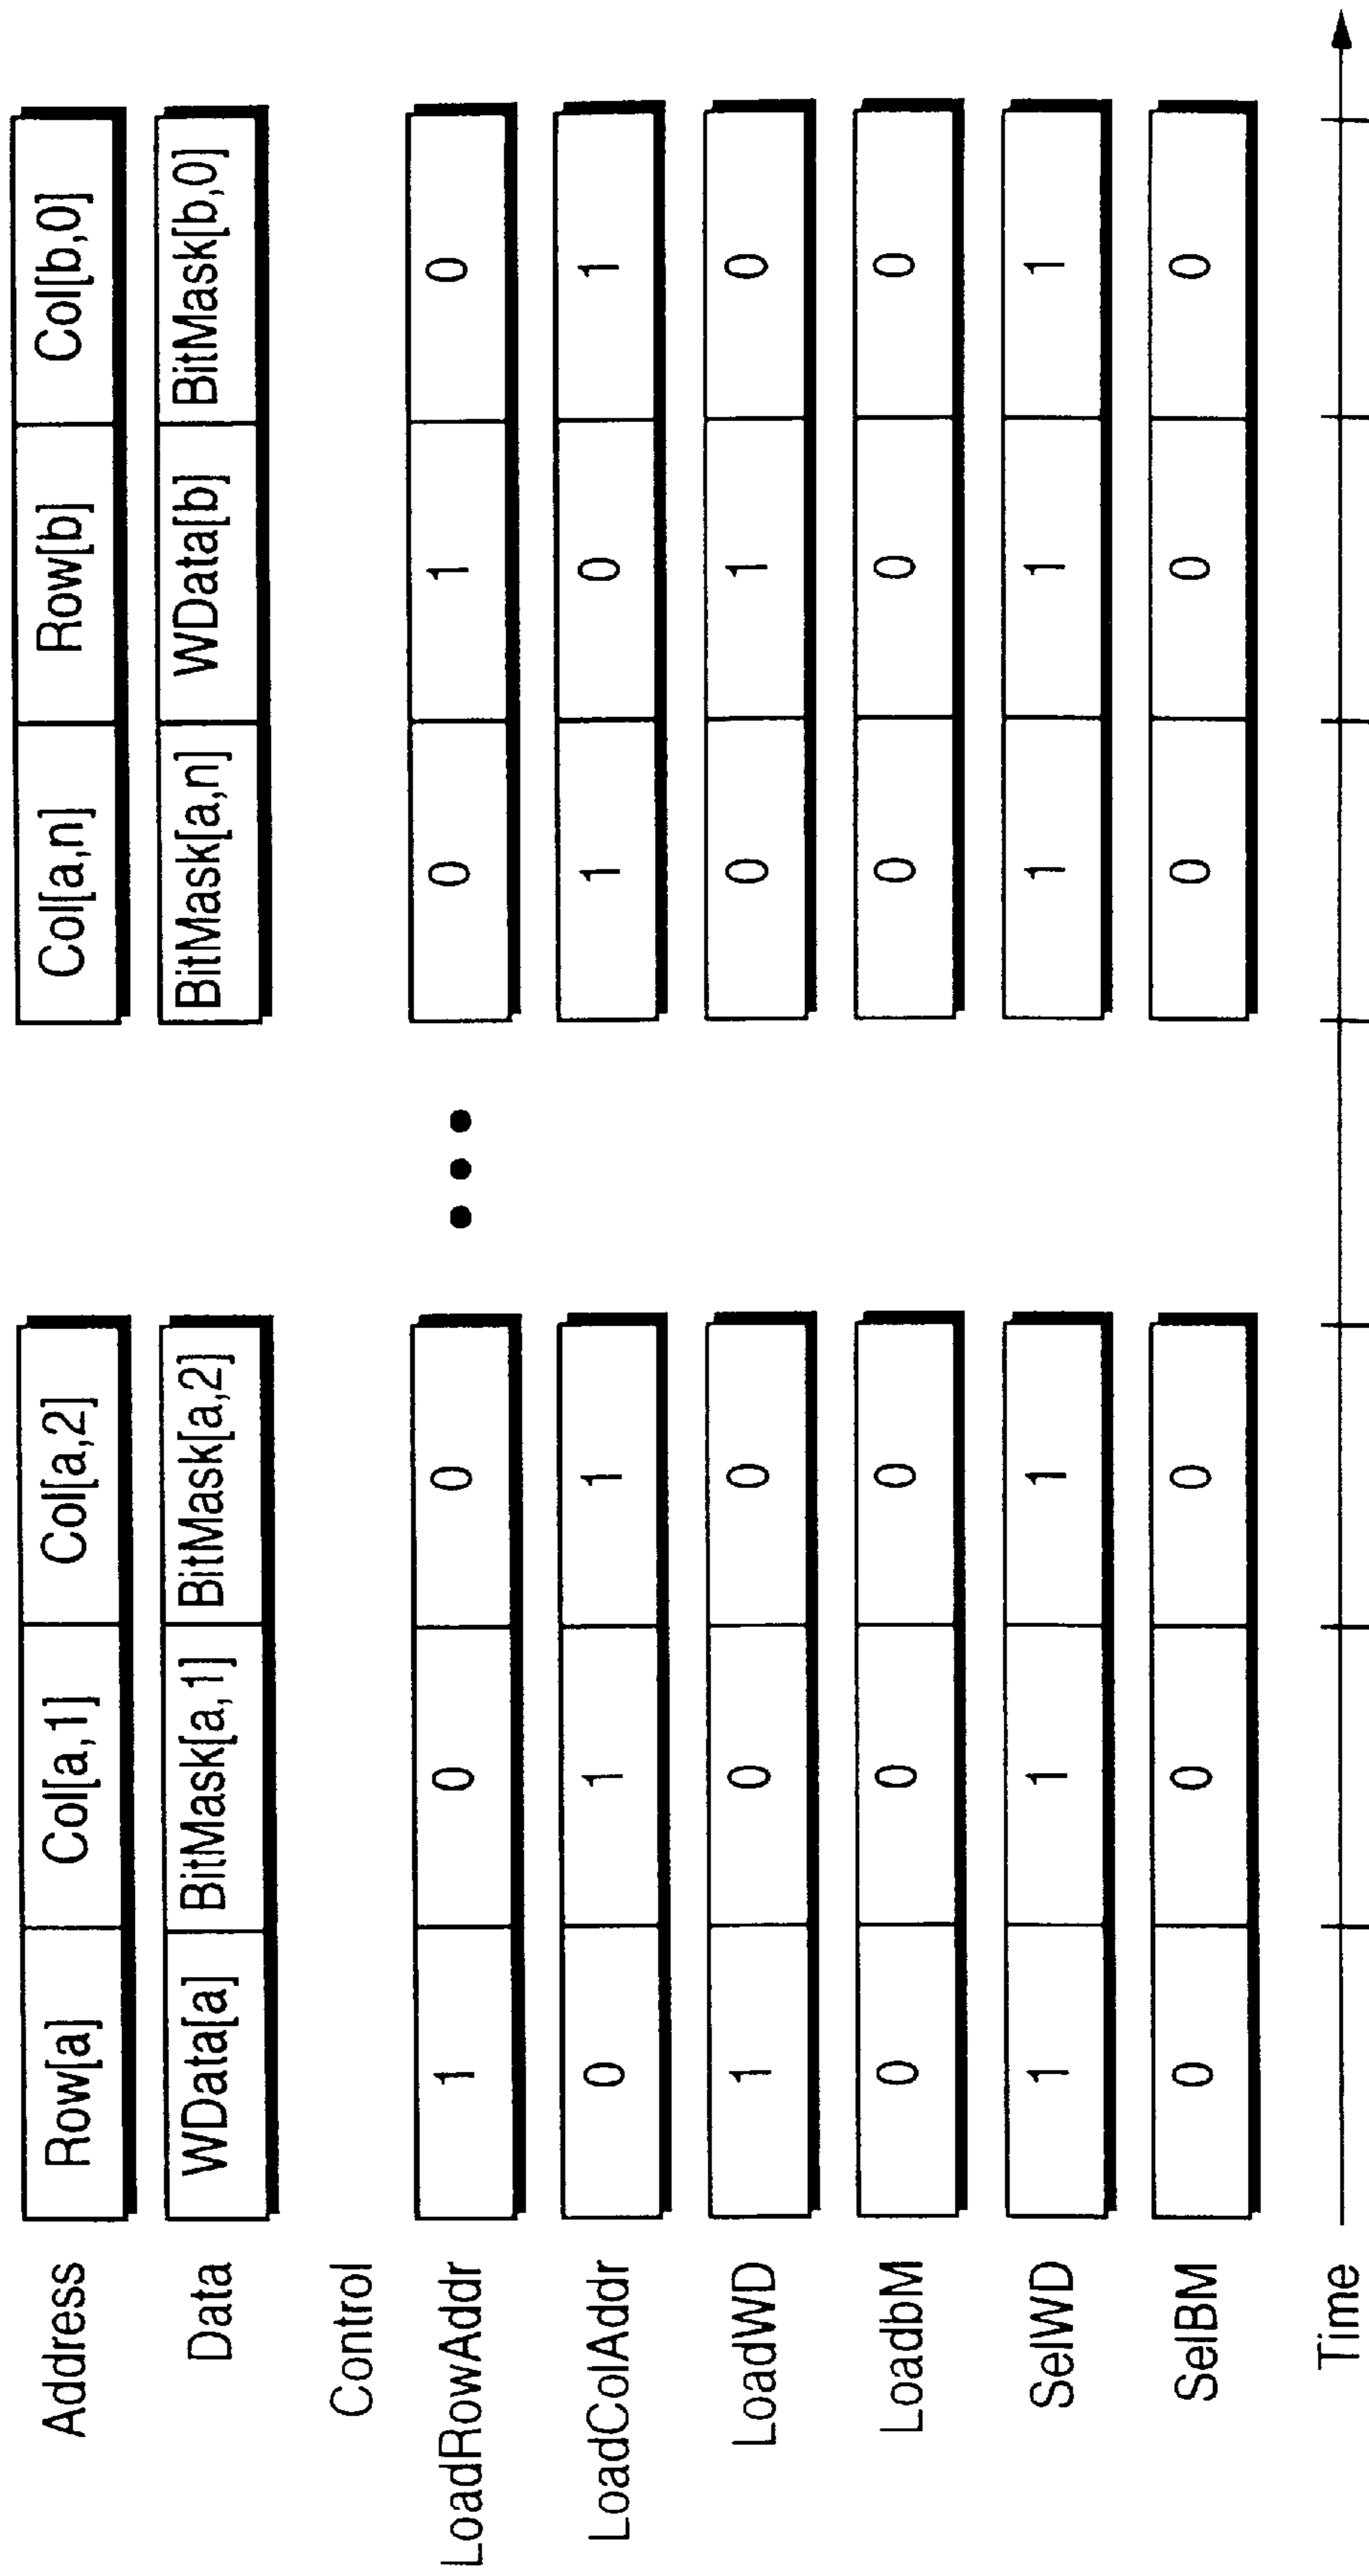 Address Row[a] Col[a,1] Col[a,2] Col[a,n] Row[b] Col[b,0]
Data WData[a] BitMask[a,1] BitMask[a,2] BitMask[a,n] WData[b] BitMask[b,0]
Control
LoadRowAddr 1 0 0 ••• 0 1 0
LoadColAddr 0 1 1 1 0 1
LoadWD 1 0 0 0 1 0
LoadbM 0 0 0 0 0 0
SelWD 1 1 1 1 1 1
SelBM 0 0 0 0 0 0
Time